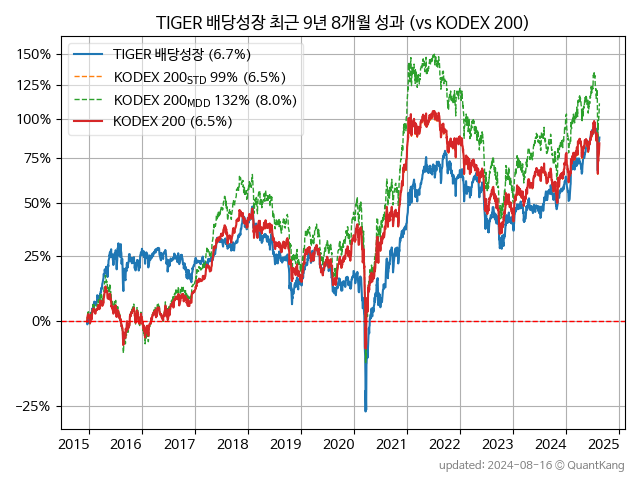 TIGER 배당성장 최근 9년 8개월 성과 (vs KODEX 200)
TIGER 배당성장 (6.7%)
KODEX 200STD 99% (6.5%)
KODEX 200MDD 132% (8.0%)
KODEX 200 (6.5%)
150%
125%
100%
75%
50%
25%
0%
−25%
2015 2016 2017 2018 2019 2020 2021 2022 2023 2024 2025
updated: 2024-08-16 © QuantKang